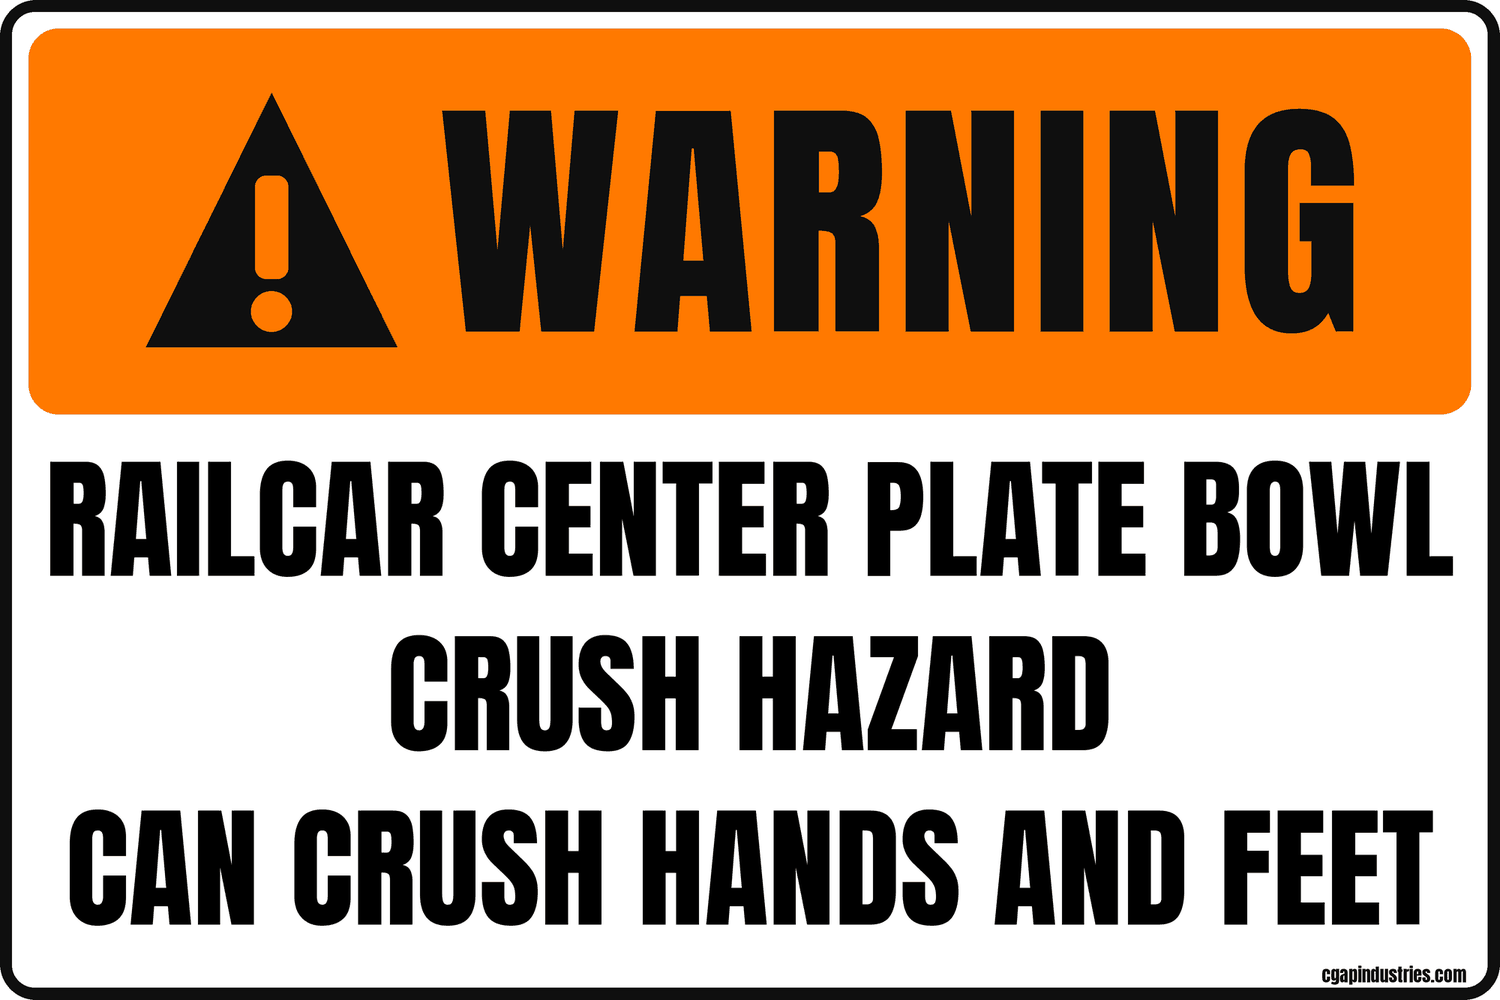 WARNING
RAILCAR CENTER PLATE BOWL
CRUSH HAZARD
CAN CRUSH HANDS AND FEET
cgapindustries.com